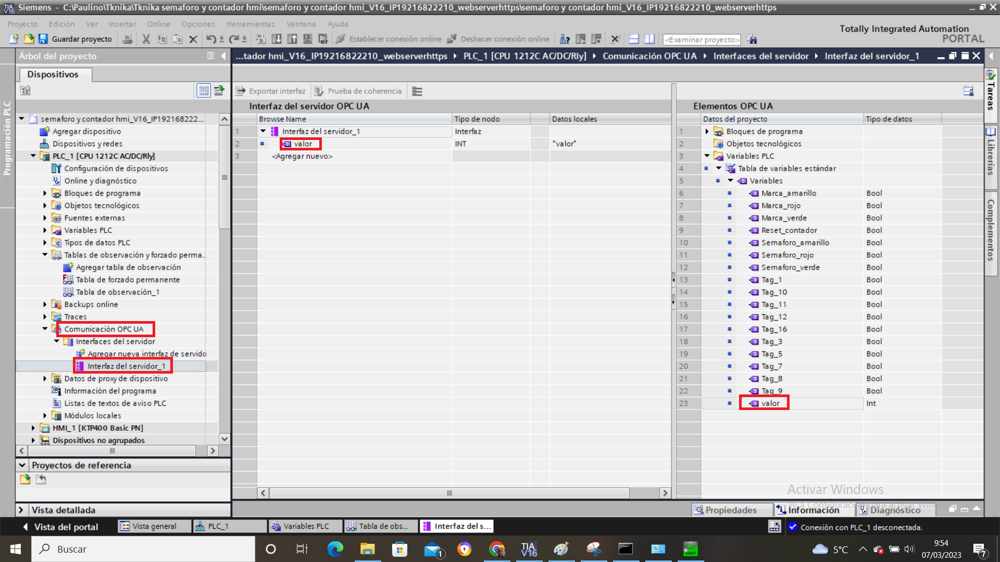 Siemens - C:\Paulino\Tknika\Tknika semaforo y contador hmi\semaforo y contador hmi_V16_IP19216822210_webserverhttps\semaforo y contador hmi_V16_IP19216822210_webserverhttps
Proyecto Edición Ver Insertar Online Opciones Herramientas Ventana Ayuda
Totally Integrated Automation
PORTAL
Guardar proyecto Establecer conexión online Deshacer conexión online <Examinar proyecto>
Árbol del proyecto
...tador hmi_V16_IP19216822210_webserverhttps PLC_1 [CPU 1212C AC/DC/Rly] Comunicación OPC UA Interfaces del servidor Interfaz del servidor_1
Dispositivos
Programación PLC
semaforo y contador hmi_V16_IP192168222...
Agregar dispositivo
Dispositivos y redes
PLC_1 [CPU 1212C AC/DC/Rly]
Configuración de dispositivos
Online y diagnóstico
Bloques de programa
Objetos tecnológicos
Fuentes externas
Variables PLC
Tipos de datos PLC
Tablas de observación y forzado perma..
Agregar tabla de observación
Tabla de forzado permanente
Tabla de observación_1
Backups online
Traces
Comunicación OPC UA
Interfaces del servidor
Agregar nueva interfaz de servido
Interfaz del servidor_1
Datos de proxy de dispositivo
Información del programa
Listas de textos de aviso PLC
Módulos locales
HMI_1 [KTP400 Basic PN]
Dispositivos no agrupados
Proyectos de referencia
Vista detallada
Exportar interfaz Prueba de coherencia
Interfaz del servidor OPC UA
Browse Name Tipo de nodo Datos locales
1 Interfaz del servidor_1 Interfaz
2 valor INT "valor"
3 <Agregar nuevo>
Elementos OPC UA
Datos del proyecto Tipo de datos
1 Bloques de programa
2 Objetos tecnológicos
3 Variables PLC
4 Tabla de variables estándar
5 Variables
6 Marca_amarillo Bool
7 Marca_rojo Bool
8 Marca_verde Bool
9 Reset_contador Bool
10 Semaforo_amarillo Bool
11 Semaforo_rojo Bool
12 Semaforo_verde Bool
13 Tag_1 Bool
14 Tag_10 Bool
15 Tag_11 Bool
16 Tag_12 Bool
17 Tag_16 Bool
18 Tag_3 Bool
19 Tag_5 Bool
20 Tag_7 Bool
21 Tag_8 Bool
22 Tag_9 Bool
23 valor Int
Tareas
Librerías
Complementos
Activar Windows
Ve a Configuración para activar Windows.
Propiedades Información Diagnóstico
Vista del portal Vista general PLC_1 Variables PLC Tabla de obs... Interfaz del s... Conexión con PLC_1 desconectada.
Buscar
TIA V16
1
5°C
9:54
07/03/2023
7